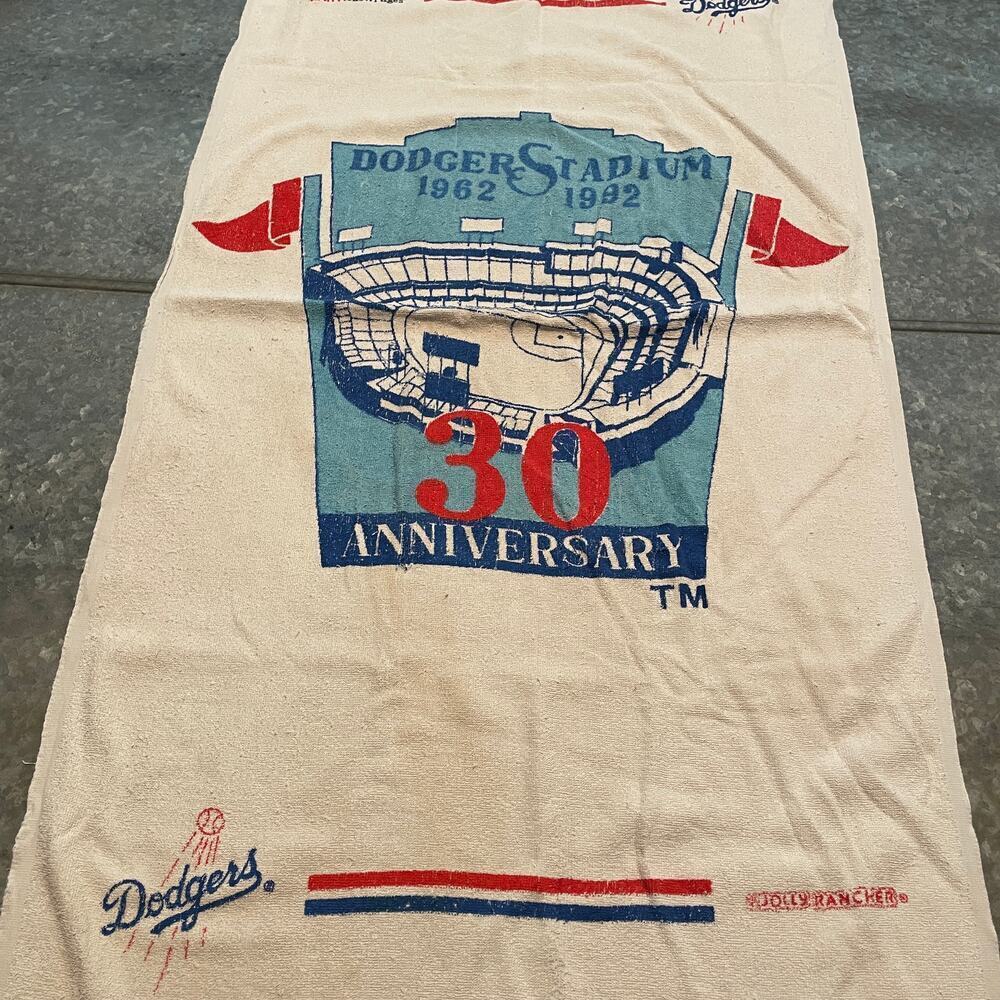 Dodgers
DODGER STADIUM
1962 1992
30
ANNIVERSARY
TM
Dodgers®
JOLLY RANCHER®